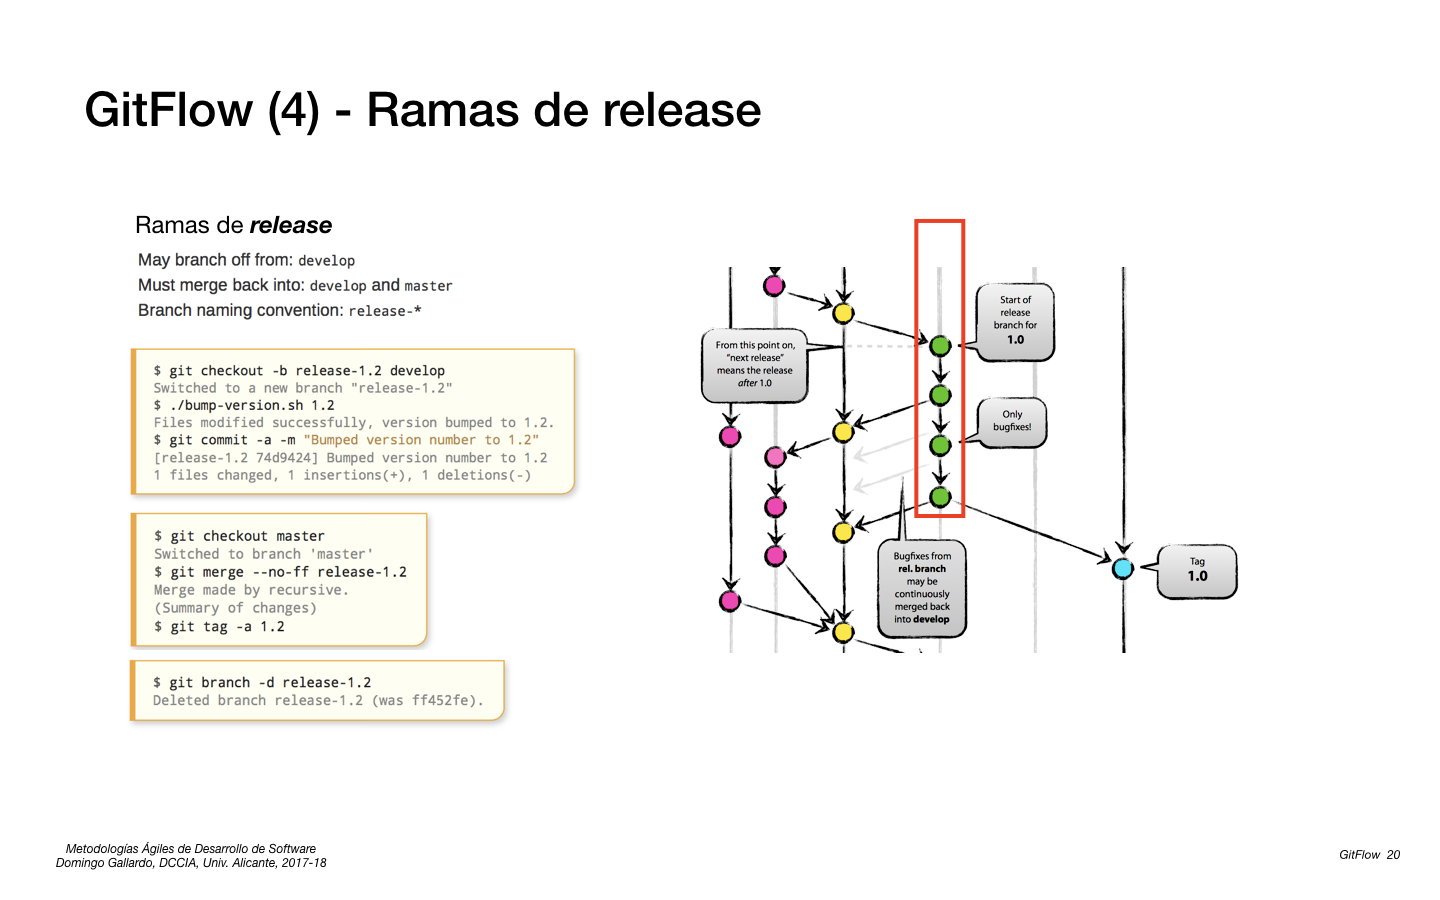 GitFlow (4) - Ramas de release
Ramas de release
May branch off from: develop
Must merge back into: develop and master
Branch naming convention: release-*
$ git checkout -b release-1.2 develop
Switched to a new branch "release-1.2"
$ ./bump-version.sh 1.2
Files modified successfully, version bumped to 1.2.
$ git commit -a -m "Bumped version number to 1.2"
[release-1.2 74d9424] Bumped version number to 1.2
1 files changed, 1 insertions(+), 1 deletions(-)
$ git checkout master
Switched to branch 'master'
$ git merge --no-ff release-1.2
Merge made by recursive.
(Summary of changes)
$ git tag -a 1.2
$ git branch -d release-1.2
Deleted branch release-1.2 (was ff452fe).
Start of
release
branch for
1.0
From this point on,
"next release"
means the release
after 1.0
Only
bugfixes!
Bugfixes from
rel. branch
may be
continuously
merged back
into develop
Tag
1.0
Metodologías Ágiles de Desarrollo de Software
Domingo Gallardo, DCCIA, Univ. Alicante, 2017-18
GitFlow 20